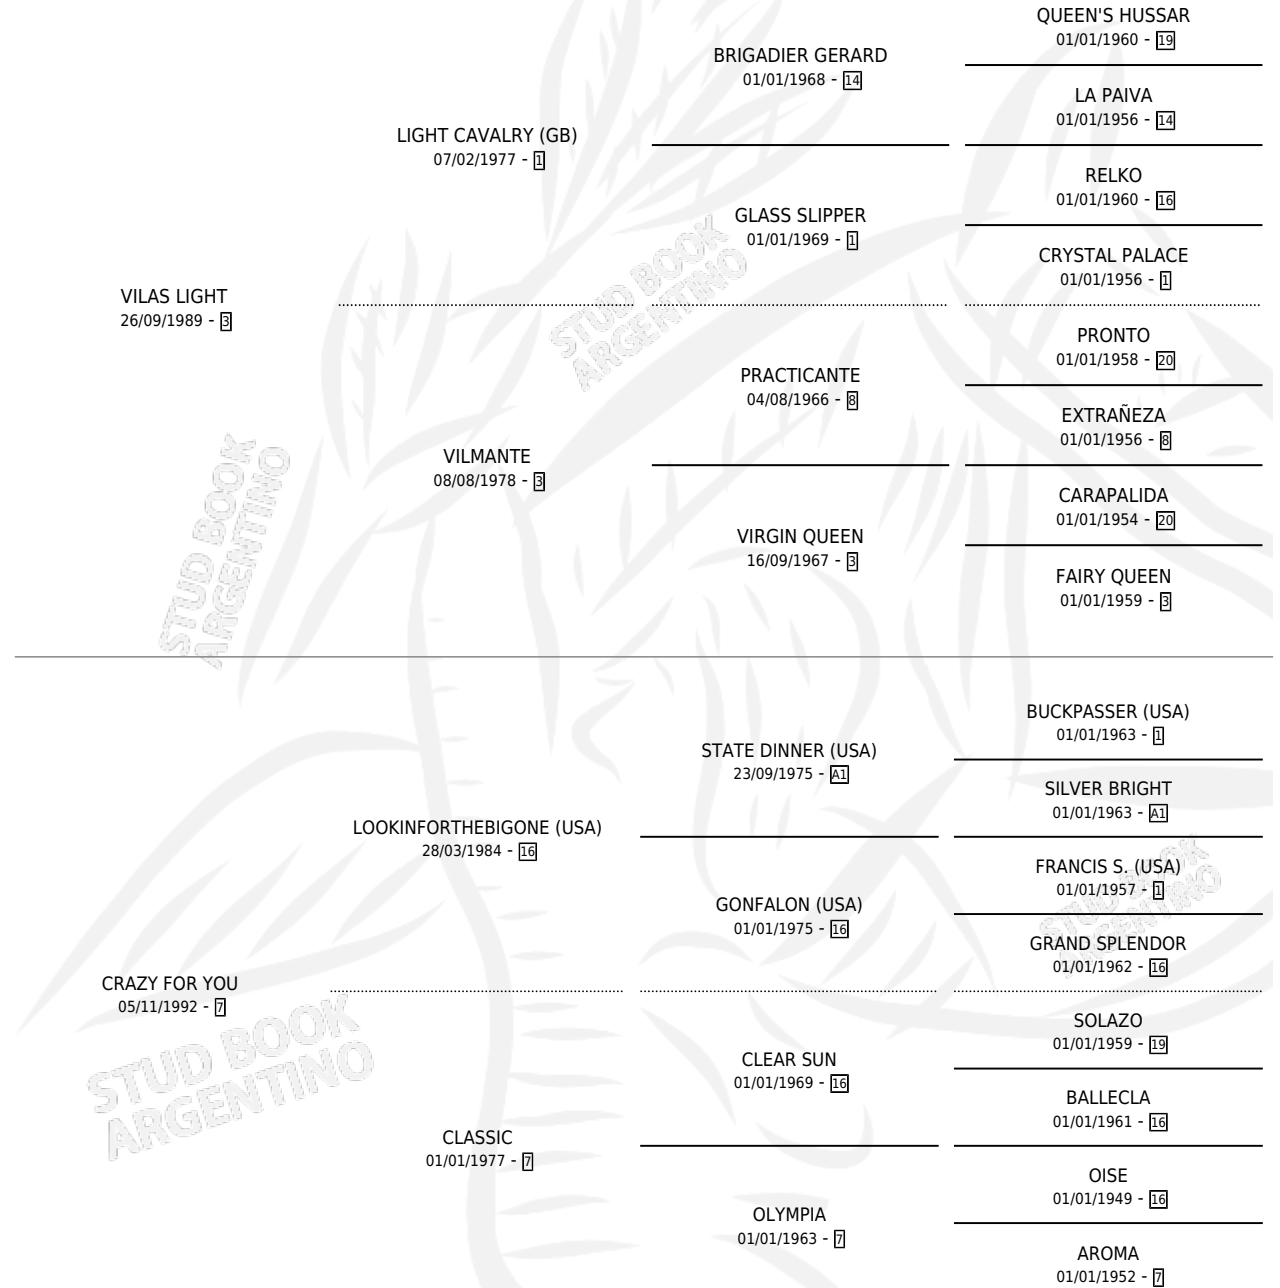 QUEEN'S HUSSAR
01/01/1960 - 19
BRIGADIER GERARD
01/01/1968 - 14
LA PAIVA
01/01/1956 - 14
LIGHT CAVALRY (GB)
07/02/1977 - 1
RELKO
01/01/1960 - 16
GLASS SLIPPER
01/01/1969 - 1
CRYSTAL PALACE
01/01/1956 - 1
VILAS LIGHT
26/09/1989 - 3
STUD BOOK
ARGENTINO
PRONTO
01/01/1958 - 20
PRACTICANTE
04/08/1966 - 8
EXTRAÑEZA
01/01/1956 - 8
VILMANTE
08/08/1978 - 3
CARAPALIDA
01/01/1954 - 20
VIRGIN QUEEN
16/09/1967 - 3
FAIRY QUEEN
01/01/1959 - 3
STUD BOOK
ARGENTINO
BUCKPASSER (USA)
01/01/1963 - 1
STATE DINNER (USA)
23/09/1975 - A1
SILVER BRIGHT
01/01/1963 - A1
LOOKINFORTHEBIGONE (USA)
28/03/1984 - 16
FRANCIS S. (USA)
01/01/1957 - 1
GONFALON (USA)
01/01/1975 - 16
GRAND SPLENDOR
01/01/1962 - 16
STUD BOOK
ARGENTINO
CRAZY FOR YOU
05/11/1992 - 7
SOLAZO
01/01/1959 - 19
CLEAR SUN
01/01/1969 - 16
BALLECLA
01/01/1961 - 16
STUD BOOK
ARGENTINO
CLASSIC
01/01/1977 - 7
OISE
01/01/1949 - 16
OLYMPIA
01/01/1963 - 7
AROMA
01/01/1952 - 7